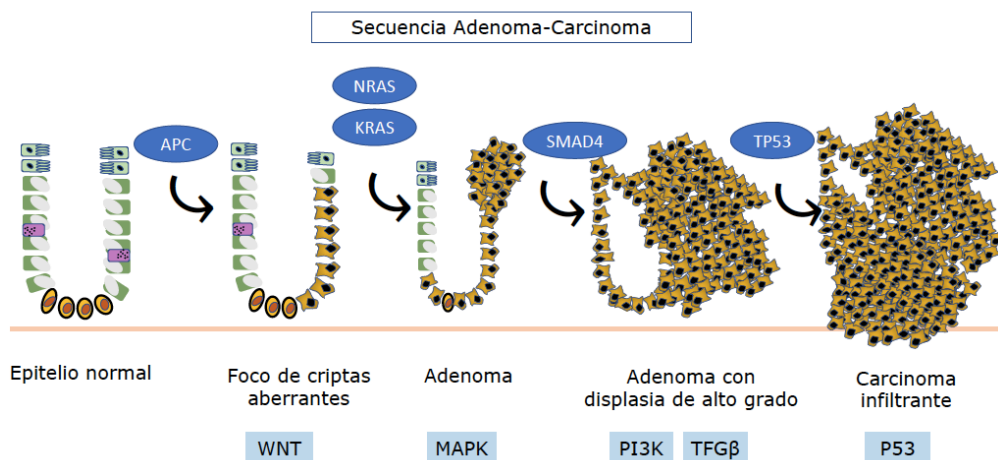 Secuencia Adenoma-Carcinoma
NRAS
KRAS
APC
SMAD4
TP53
Epitelio normal
Foco de criptas
aberrantes
Adenoma
Adenoma con
displasia de alto grado
Carcinoma
infiltrante
WNT
MAPK
PI3K
TFGβ
P53